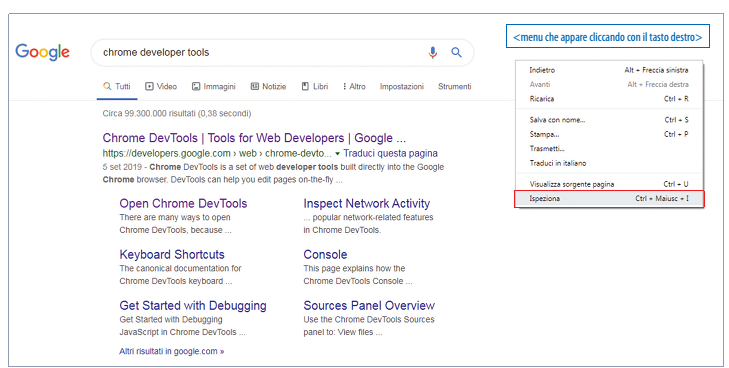 Google
chrome developer tools
Tutti Video Immagini Notizie Libri Altro Impostazioni Strumenti
Circa 99.300.000 risultati (0,38 secondi)
Chrome DevTools | Tools for Web Developers | Google ...
https://developers.google.com › web › chrome-devto... ▾ Traduci questa pagina
5 set 2019 - Chrome DevTools is a set of web developer tools built directly into the Google
Chrome browser. DevTools can help you edit pages on-the-fly ...
Open Chrome DevTools
There are many ways to open
Chrome DevTools, because ...
Inspect Network Activity
... popular network-related features
in Chrome DevTools.
Keyboard Shortcuts
The canonical documentation for
Chrome DevTools keyboard ...
Console
This page explains how the
Chrome DevTools Console ...
Get Started with Debugging
Get Started with Debugging
JavaScript in Chrome DevTools ...
Sources Panel Overview
Use the Chrome DevTools Sources
panel to: View files ...
Altri risultati in google.com »
<menu che appare cliccando con il tasto destro>
Indietro Alt + Freccia sinistra
Avanti Alt + Freccia destra
Ricarica Ctrl + R
Salva con nome... Ctrl + S
Stampa... Ctrl + P
Trasmetti...
Traduci in italiano
Visualizza sorgente pagina Ctrl + U
Ispeziona Ctrl + Maiusc + I